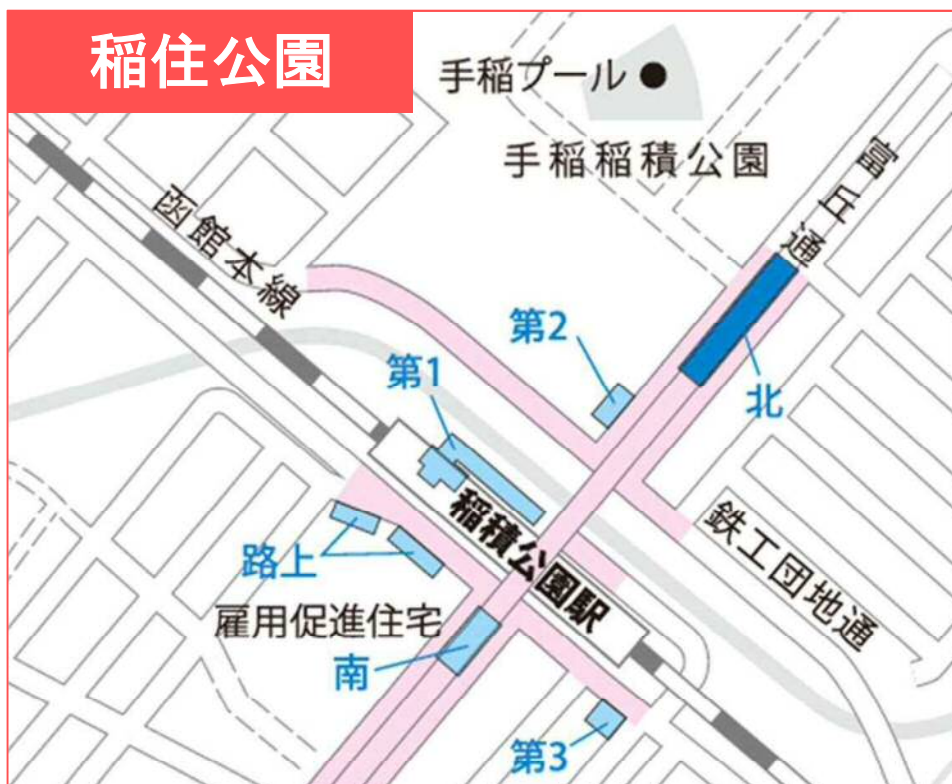 稲住公園
手稲プール
手稲稲積公園
富丘通
函館本線
第2
第1
北
稲積公園駅
鉄工団地通
路上
雇用促進住宅
南
第3